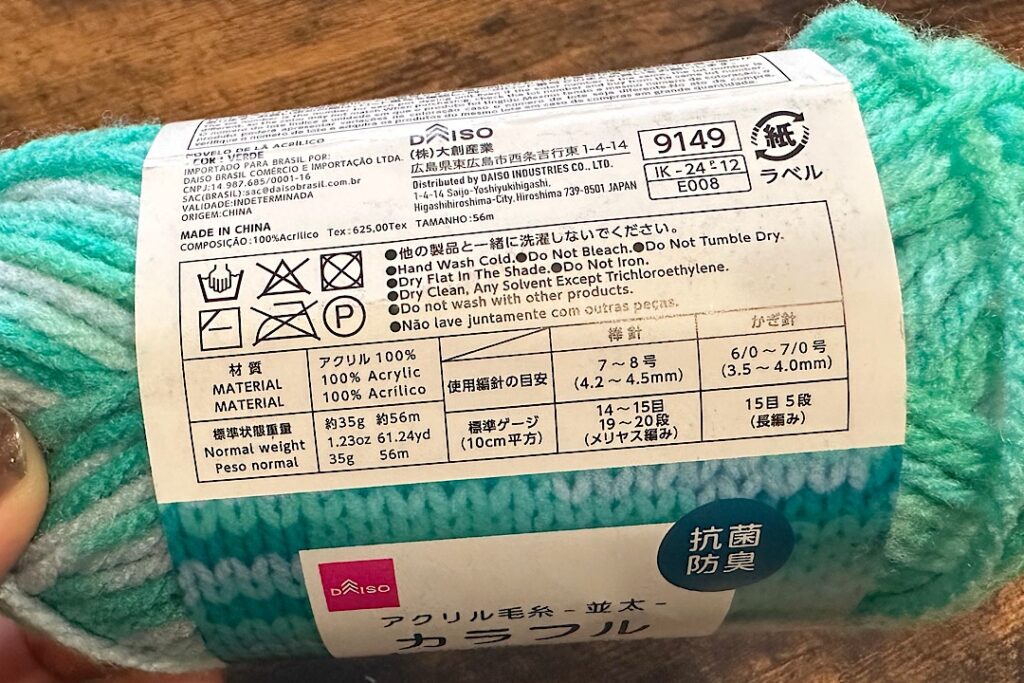 verifique primeiro o lote e adquira os produtos do mesmo lote.
NOVELO DE LÃ ACRÍLICO
COR: VERDE
IMPORTADO PARA BRASIL POR:
DAISO BRASIL COMÉRCIO E IMPORTAÇÃO LTDA.
CNPJ:14 987.685/0001-16
SAC(BRASIL):sac@daisobrasil.com.br
VALIDADE:INDETERMINADA
ORIGEM:CHINA
MADE IN CHINA
COMPOSIÇÃO:100%Acrílico Tex:625,00Tex TAMANHO:56m
DAISO
(株)大創産業
広島県東広島市西条吉行東 1-4-14
Distributed by DAISO INDUSTRIES CO., LTD.
1-4-14 Saijo-Yoshiyukihigashi,
Higashihiroshima-City, Hiroshima 739-8501 JAPAN
9149
IK-24-P-12
E008
紙
ラベル
P
●他の製品と一緒に洗濯しないでください。
●Hand Wash Cold.●Do Not Bleach.●Do Not Tumble Dry.
●Dry Flat In The Shade.●Do Not Iron.
●Dry Clean, Any Solvent Except Trichloroethylene.
●Do not wash with other products.
●Não lave juntamente com outras peças.
材質
MATERIAL
MATERIAL
アクリル 100%
100% Acrylic
100% Acrílico
標準状態重量
Normal weight
Peso normal
約35g 約56m
1.23oz 61.24yd
35g 56m
棒針
かぎ針
使用編針の目安
7～8号
(4.2～4.5mm)
6/0～7/0号
(3.5～4.0mm)
標準ゲージ
(10cm平方)
14～15目
19～20段
(メリヤス編み)
15目 5段
(長編み)
抗菌
防臭
DAISO
アクリル毛糸-並太-
カラフル